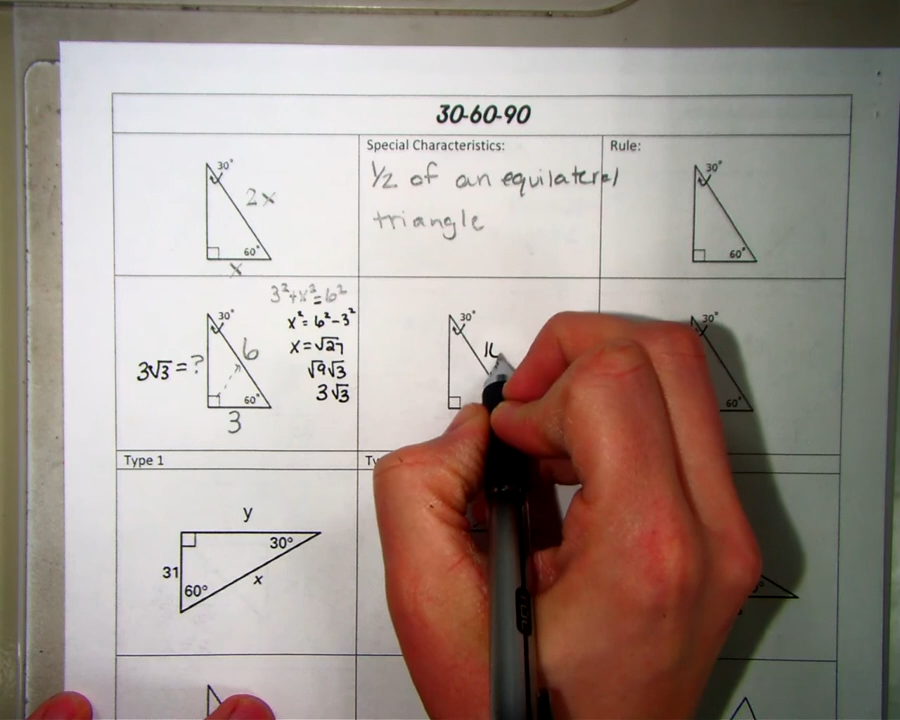 30-60-90
30°
2x
60°
x
Special Characteristics:
1/2 of an equilateral
triangle
Rule:
30°
60°
30°
6
3√3 = ?
60°
3
3² + x² = 6²
x² = 6² - 3²
x = √27
√9√3
3√3
30°
30°
60°
Type 1
y
30°
31
60°
x